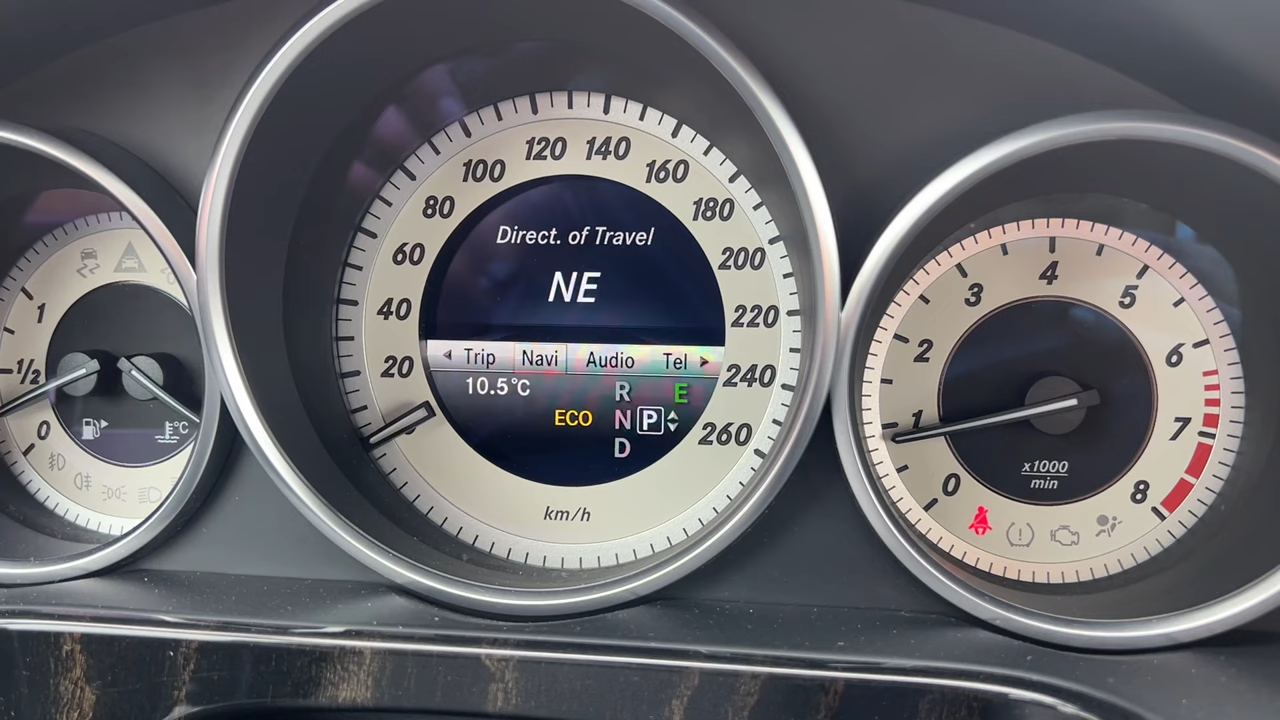 1
1/2
0
°C
20
40
60
80
100
120
140
160
180
200
220
240
260
km/h
Direct. of Travel
NE
Trip Navi Audio Tel
10.5°C
R E
ECO N P
D
0
1
2
3
4
5
6
7
8
x1000
min